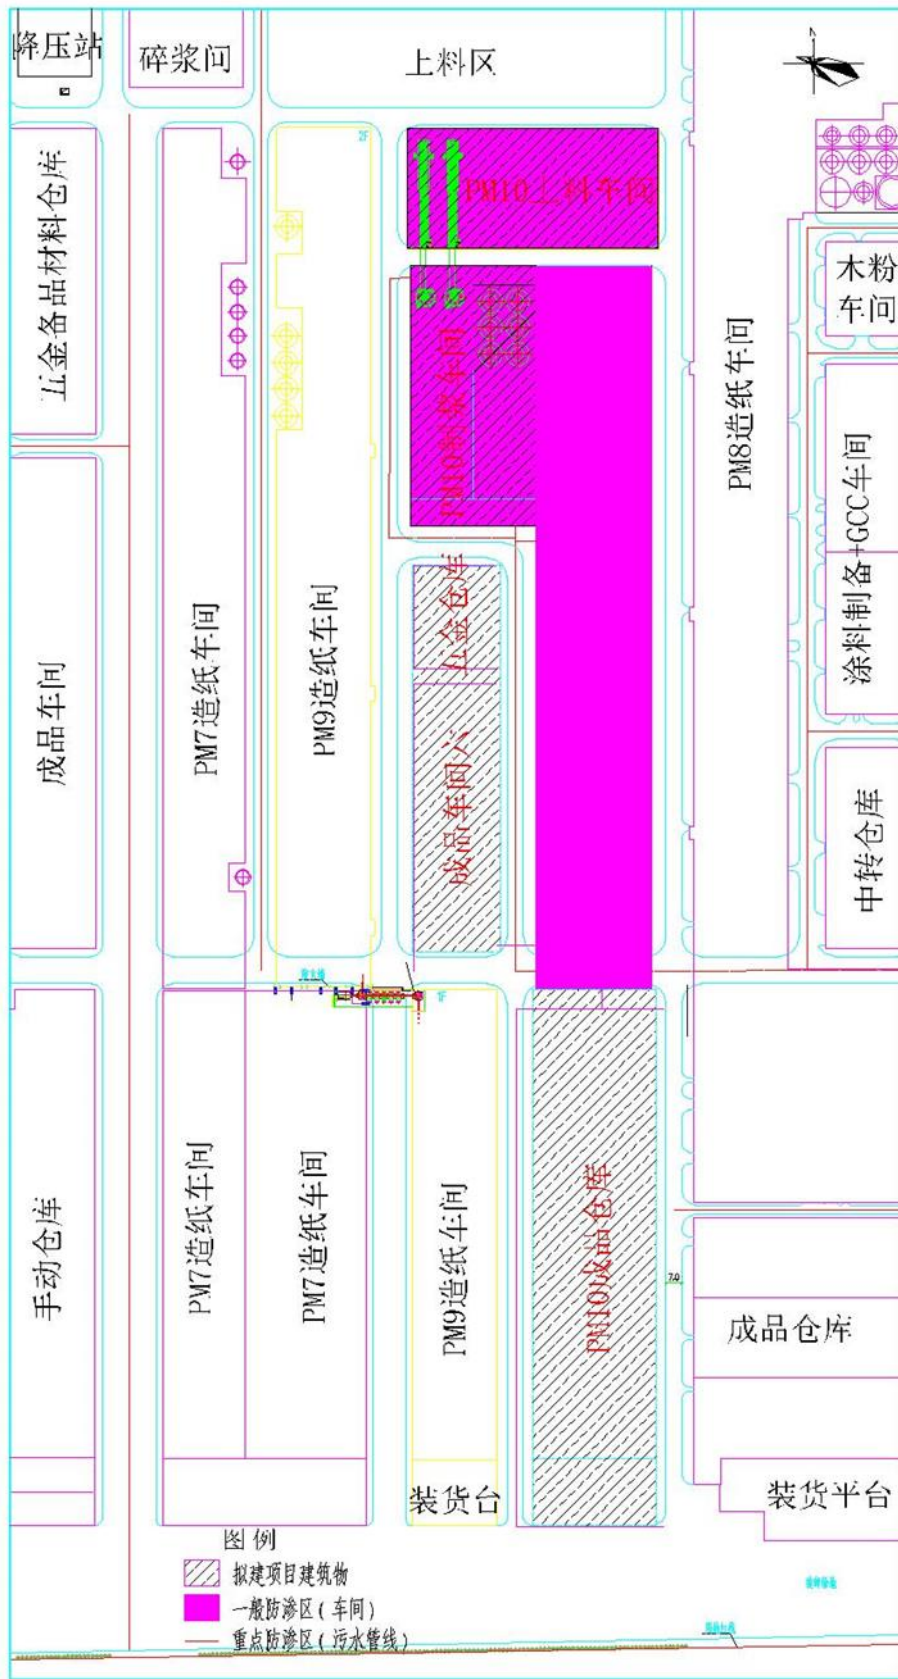 降压站
碎浆间
上料区
N
2F
五金备品材料仓库
PM10上料车间
木粉
车间
PM10制浆车间
PM8造纸车间
涂料制备+GCC车间
五金仓库
PM7造纸车间
PM9造纸车间
成品车间
成品车间六
中转仓库
1F
手动仓库
PM7造纸车间
PM7造纸车间
PM9造纸车间
PM10成品仓库
7.0
成品仓库
装货台
装货平台
图例
拟建项目建筑物
一般防渗区(车间)
重点防渗区(污水管线)